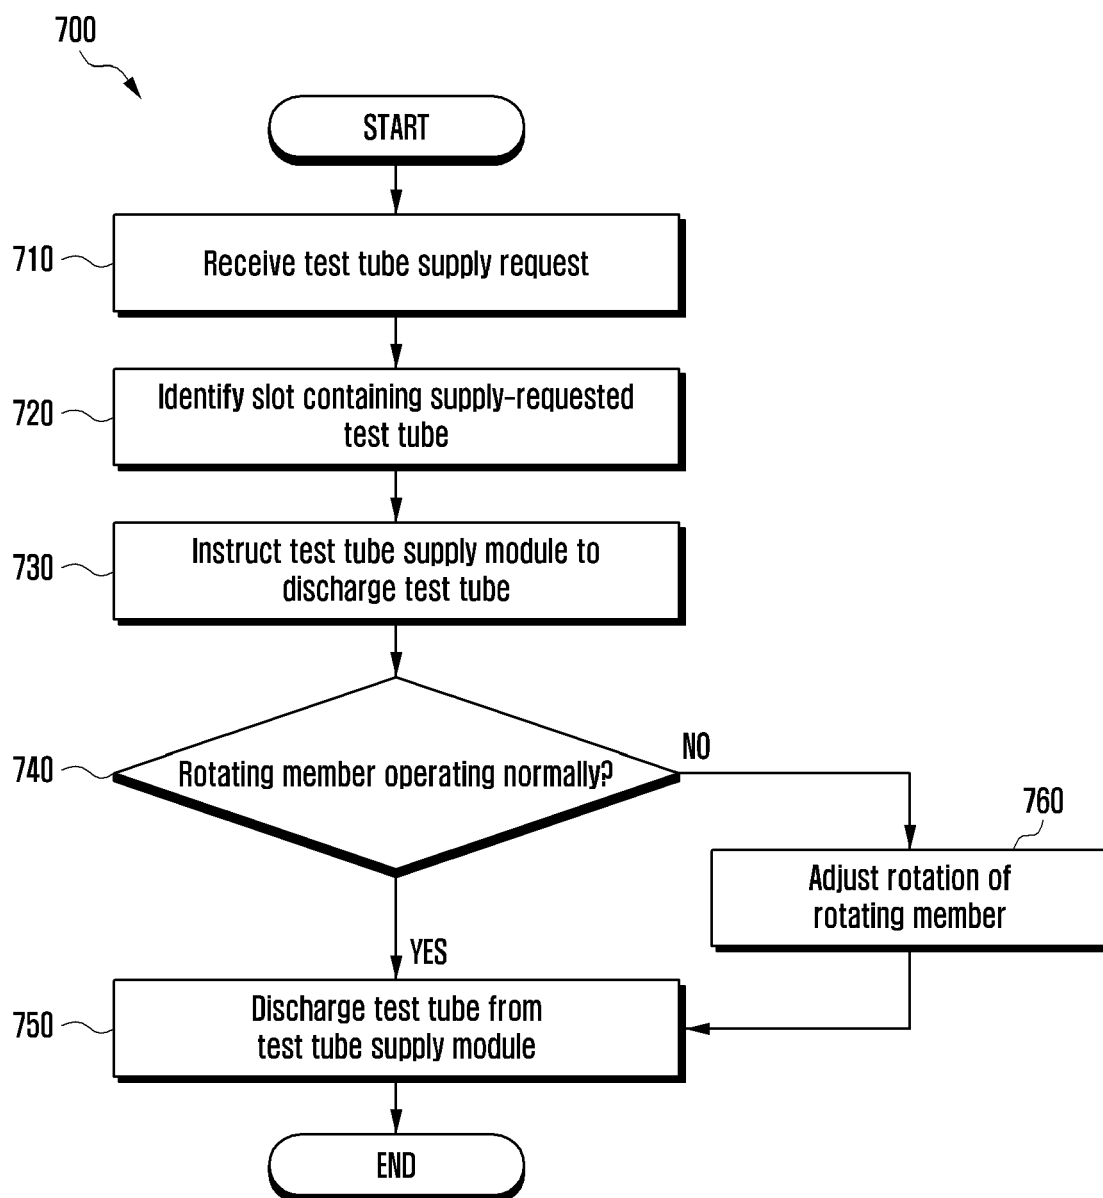 700
START
710
Receive test tube supply request
720
Identify slot containing supply-requested
test tube
730
Instruct test tube supply module to
discharge test tube
740
Rotating member operating normally?
NO
760
Adjust rotation of
rotating member
YES
750
Discharge test tube from
test tube supply module
END